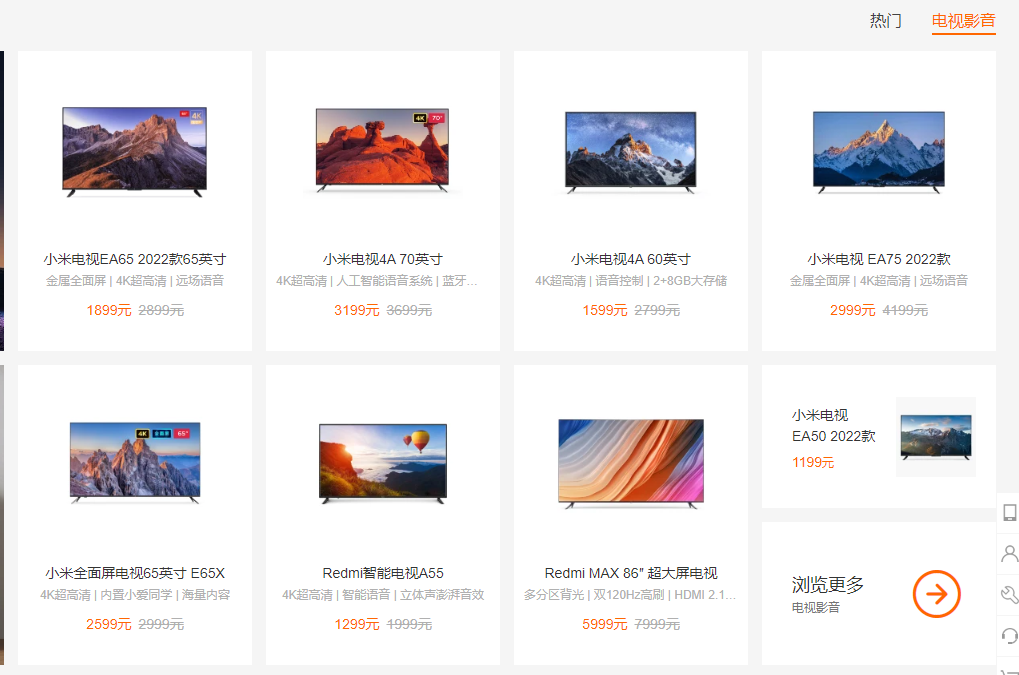 热门
电视影音
小米电视EA65 2022款65英寸
金属全面屏 | 4K超高清 | 远场语音
1899元 2899元
4K
70"
小米电视4A 70英寸
4K超高清 | 人工智能语音系统 | 蓝牙...
3199元 3699元
小米电视4A 60英寸
4K超高清 | 语音控制 | 2+8GB大存储
1599元 2799元
小米电视 EA75 2022款
金属全面屏 | 4K超高清 | 远场语音
2999元 4199元
4K
65"
小米全面屏电视65英寸 E65X
4K超高清 | 内置小爱同学 | 海量内容
2599元 2999元
Redmi智能电视A55
4K超高清 | 智能语音 | 立体声澎湃音效
1299元 1999元
Redmi MAX 86″ 超大屏电视
多分区背光 | 双120Hz高刷 | HDMI 2.1...
5999元 7999元
小米电视
EA50 2022款
1199元
浏览更多
电视影音